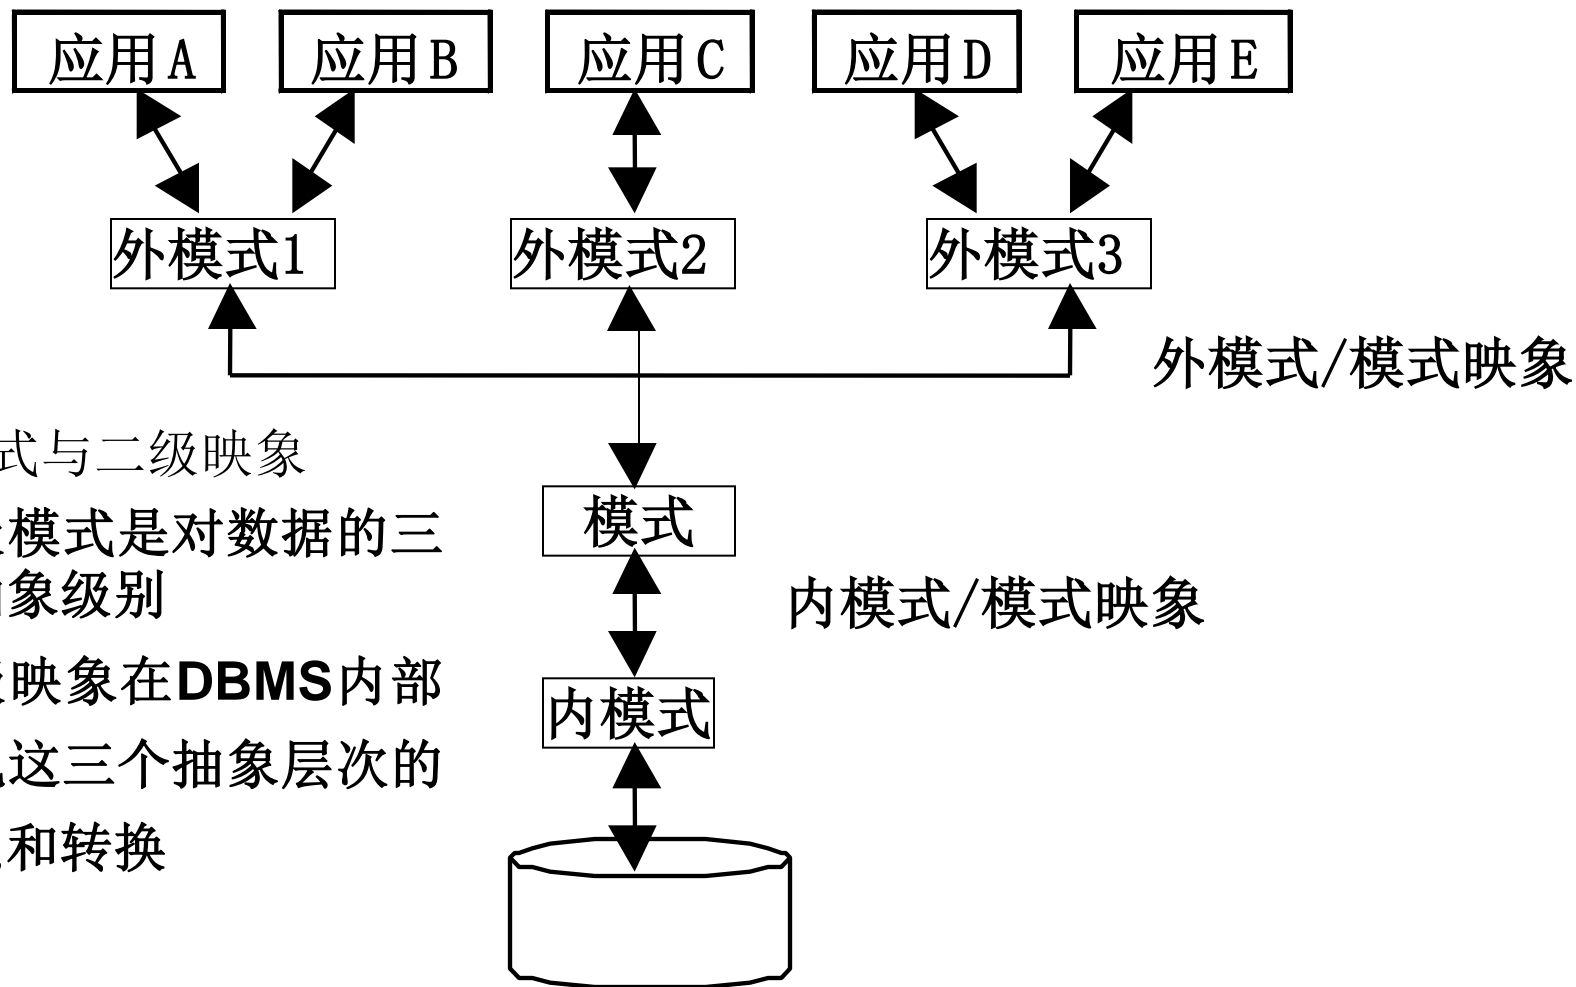 应用A
应用B
应用C
应用D
应用E
外模式1
外模式2
外模式3
外模式/模式映象
式与二级映象
模式是对数据的三
象级别
映象在DBMS内部
这三个抽象层次的
和转换
模式
内模式/模式映象
内模式